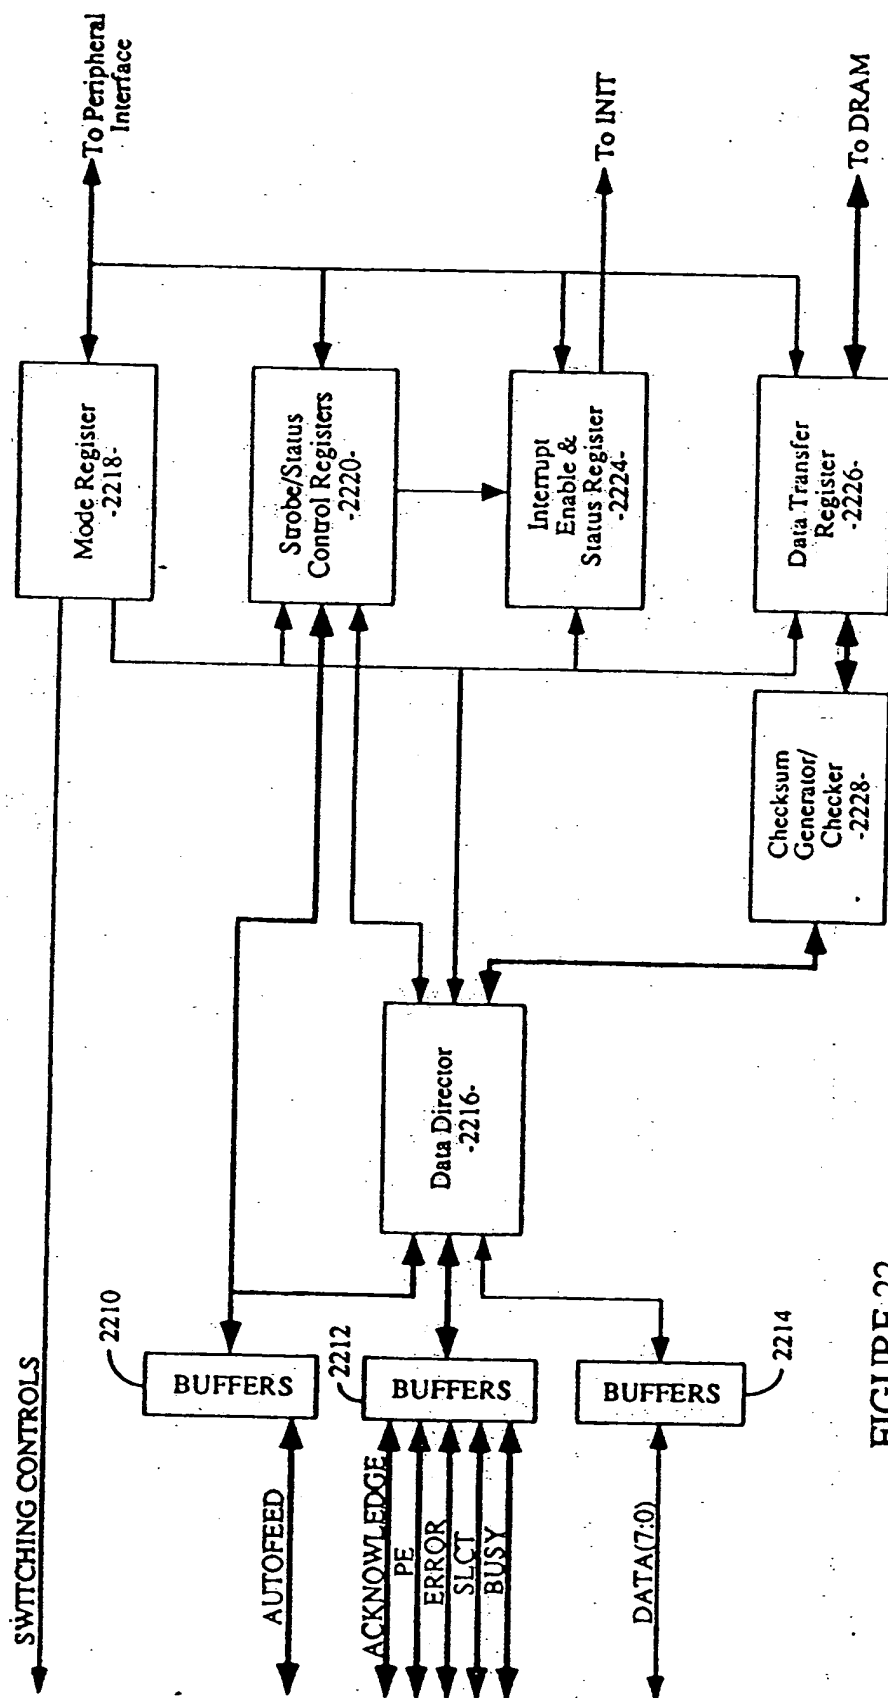 SWITCHING CONTROLS
AUTOFEED
ACKNOWLEDGE
PE
ERROR
SLCT
BUSY
DATA(7:0)
2210
BUFFERS
2212
BUFFERS
BUFFERS
2214
Data Director
-2216-
Mode Register
-2218-
Strobe/Status
Control Registers
-2220-
Interrupt
Enable &
Status Register
-2224-
Data Transfer
Register
-2226-
Checksum
Generator/
Checker
-2228-
To Peripheral
Interface
To INIT
To DRAM
FIGURE 22